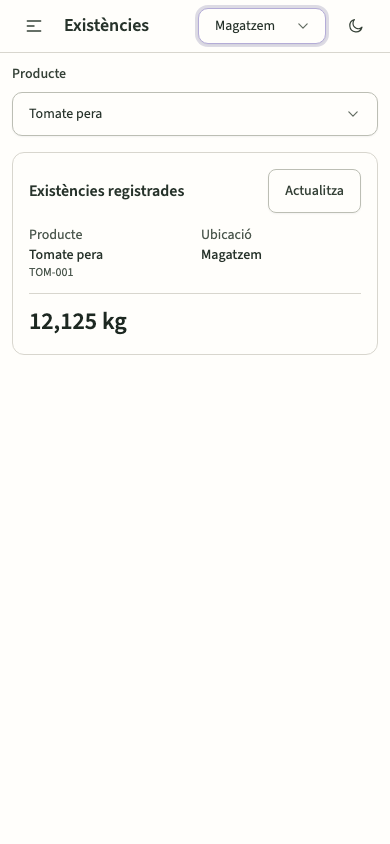 Existències
Magatzem
Producte
Tomate pera
Existències registrades
Actualitza
Producte
Ubicació
Tomate pera
Magatzem
TOM-001
12,125 kg